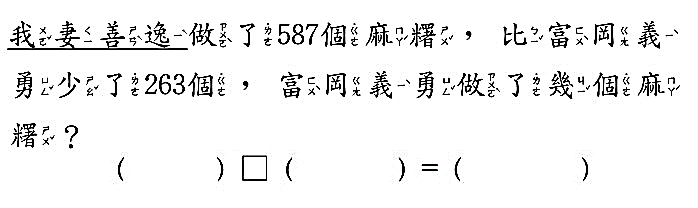 我妻善逸做了587個麻糬，比富岡義
勇少了263個，富岡義勇做了幾個麻
糬？
(　　　)□(　　　)=(　　　)